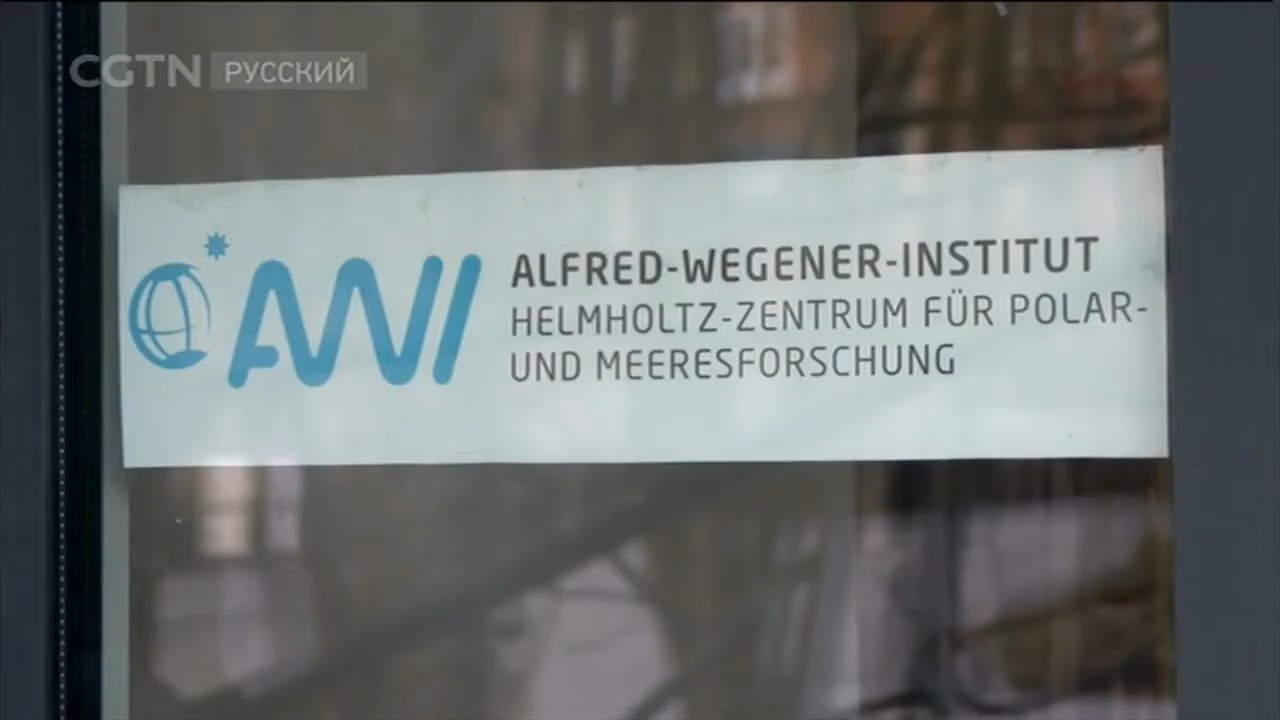 CGTN РУССКИЙ
AWI
ALFRED-WEGENER-INSTITUT
HELMHOLTZ-ZENTRUM FÜR POLAR-
UND MEERESFORSCHUNG